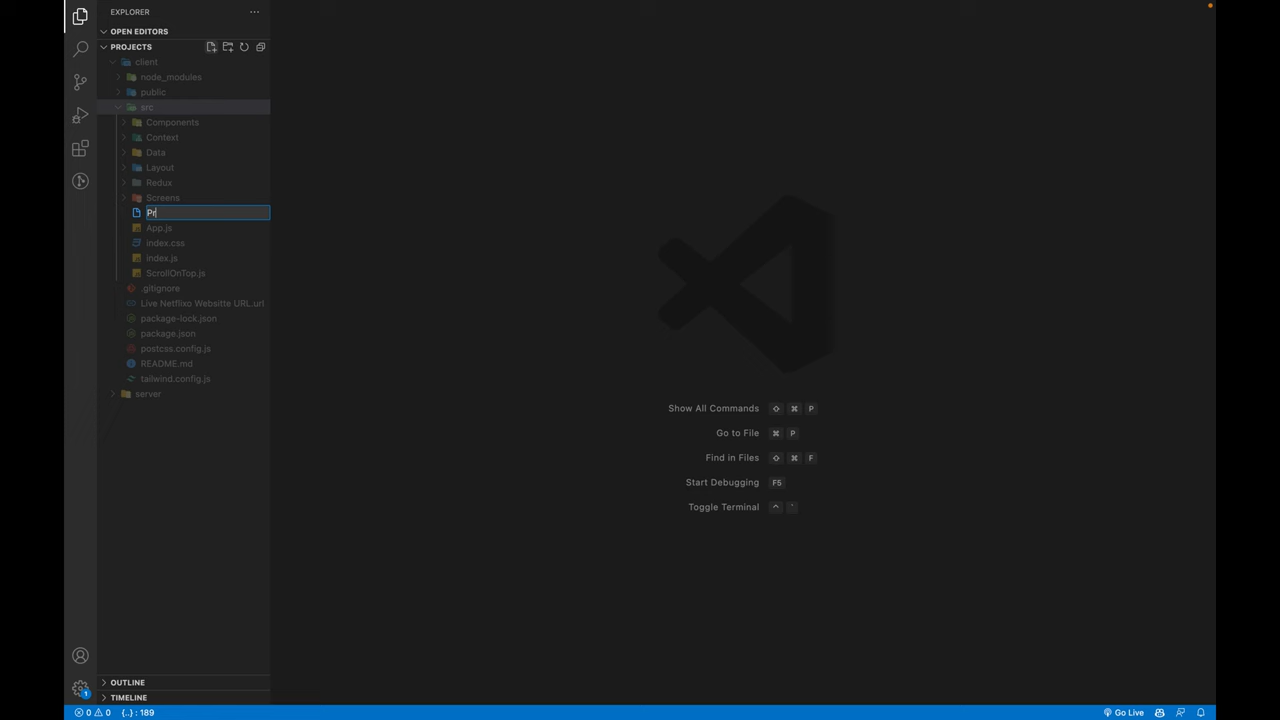 EXPLORER
OPEN EDITORS
PROJECTS
client
node_modules
public
src
Components
Context
Data
Layout
Redux
Screens
Pr
App.js
index.css
index.js
ScrollOnTop.js
.gitignore
Live Netflixo Websitte URL.url
package-lock.json
package.json
postcss.config.js
README.md
tailwind.config.js
server
Show All Commands ⇧ ⌘ P
Go to File ⌘ P
Find in Files ⇧ ⌘ F
Start Debugging F5
Toggle Terminal ^ `
OUTLINE
1
TIMELINE
0 0 {..} : 189 Go Live